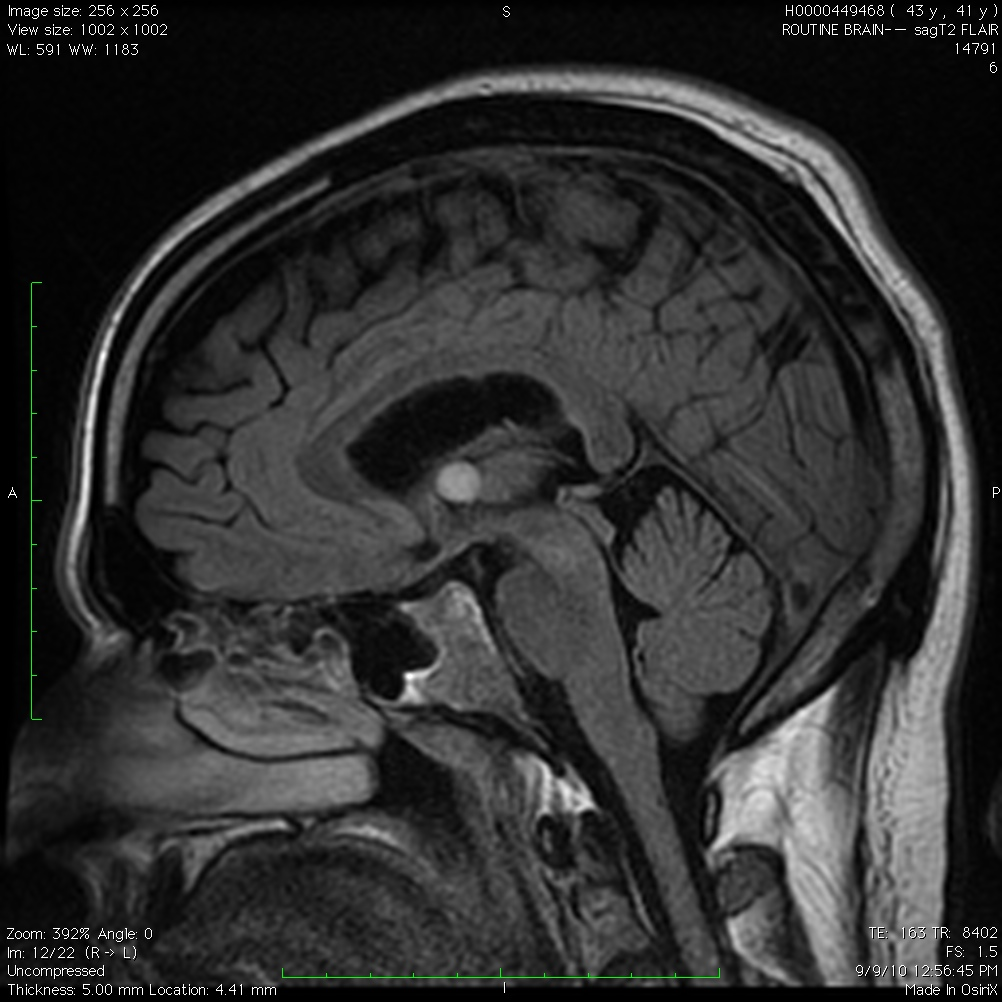 Image size: 256 x 256
View size: 1002 x 1002
WL: 591 WW: 1183
S
H0000449468 ( 43 y , 41 y )
ROUTINE BRAIN-— sagT2 FLAIR
14791
6
A
P
Zoom: 392% Angle: 0
Im: 12/22 (R -> L)
Uncompressed
Thickness: 5.00 mm Location: 4.41 mm
I
TE: 163 TR: 8402
FS: 1.5
9/9/10 12:56:45 PM
Made In OsiriX